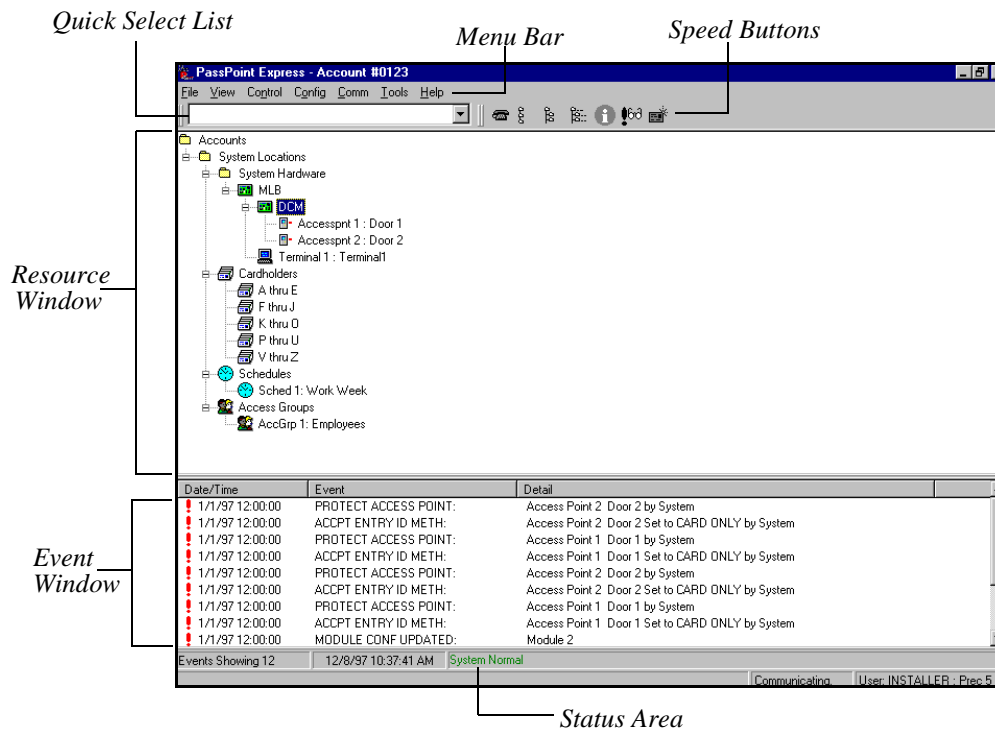 Quick Select List
Menu Bar
Speed Buttons
PassPoint Express - Account #0123
File View Control Config Comm Tools Help
Accounts
System Locations
System Hardware
MLB
DCM
Accesspnt 1 : Door 1
Accesspnt 2 : Door 2
Terminal 1 : Terminal1
Resource
Window
Cardholders
A thru E
F thru J
K thru O
P thru U
V thru Z
Schedules
Sched 1: Work Week
Access Groups
AccGrp 1: Employees
Date/Time Event Detail
1/1/97 12:00:00 PROTECT ACCESS POINT: Access Point 2 Door 2 by System
1/1/97 12:00:00 ACCPT ENTRY ID METH: Access Point 2 Door 2 Set to CARD ONLY by System
1/1/97 12:00:00 PROTECT ACCESS POINT: Access Point 1 Door 1 by System
1/1/97 12:00:00 ACCPT ENTRY ID METH: Access Point 1 Door 1 Set to CARD ONLY by System
1/1/97 12:00:00 PROTECT ACCESS POINT: Access Point 2 Door 2 by System
1/1/97 12:00:00 ACCPT ENTRY ID METH: Access Point 2 Door 2 Set to CARD ONLY by System
1/1/97 12:00:00 PROTECT ACCESS POINT: Access Point 1 Door 1 by System
1/1/97 12:00:00 ACCPT ENTRY ID METH: Access Point 1 Door 1 Set to CARD ONLY by System
1/1/97 12:00:00 MODULE CONF UPDATED: Module 2
Event
Window
Events Showing 12 12/8/97 10:37:41 AM System Normal
Communicating. User: INSTALLER : Prec 5
Status Area